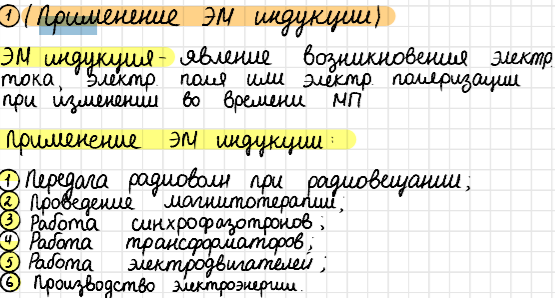 1 (Применение ЭМ индукции)
ЭМ индукция - явление возникновения электр.
тока, электр. поля или электр. поляризации
при изменении во времени МП
Применение ЭМ индукции:
1 Передача радиоволн при радиовещании;
2 Проведение магнитотерапии;
3 Работа синхрофазотронов;
4 Работа трансформаторов;
5 Работа электродвигателей;
6 Производство электроэнергии.